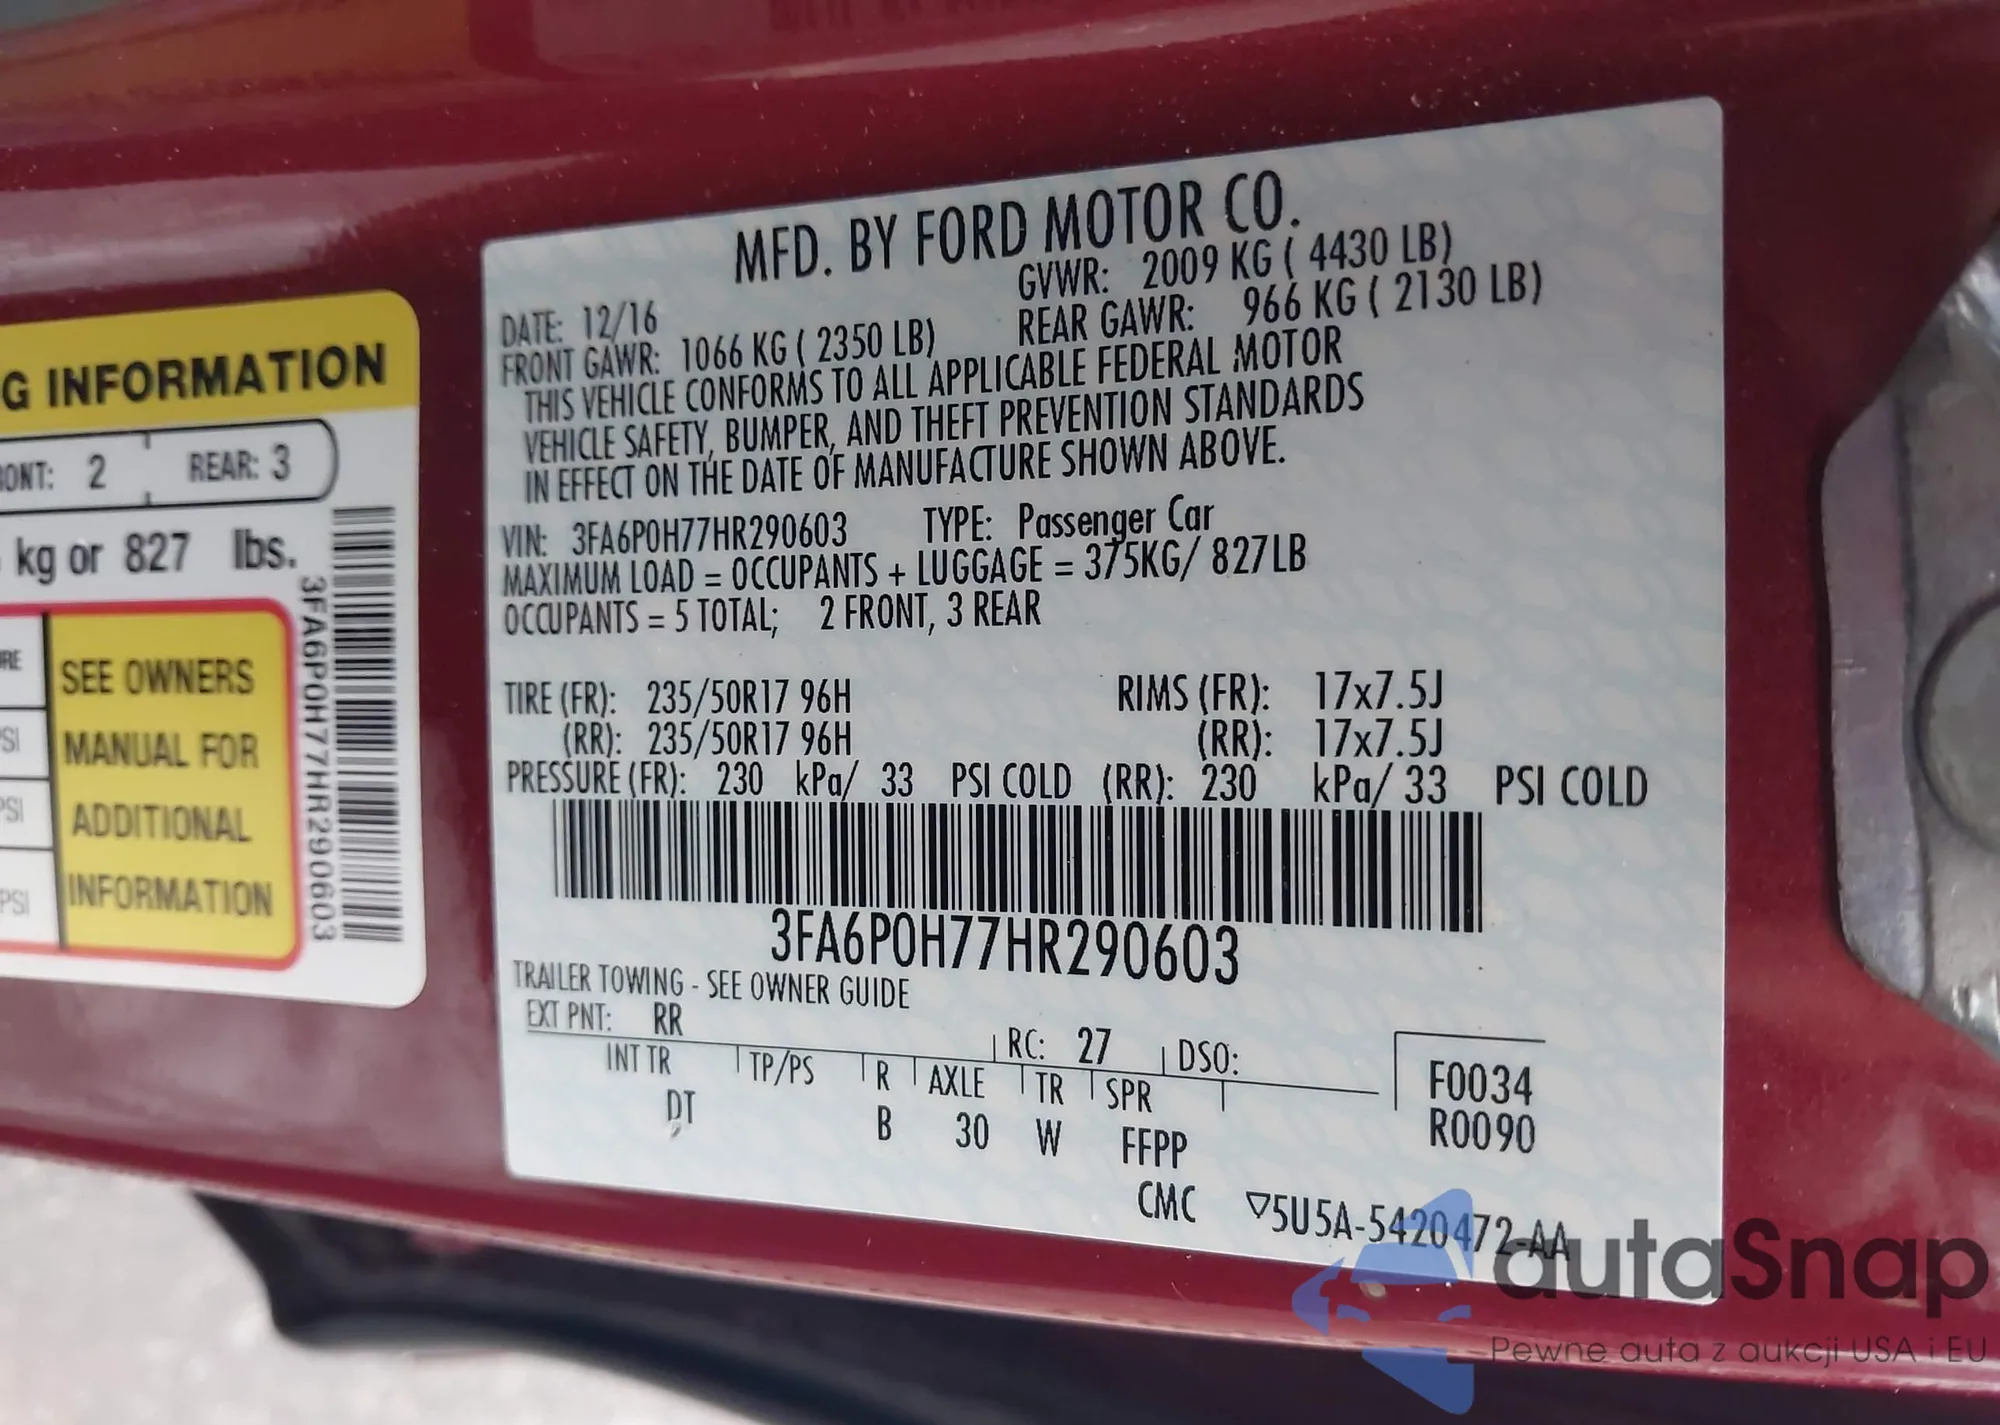 G INFORMATION
ONT: 2 REAR: 3
kg or 827 lbs.
RE
SEE OWNERS
MANUAL FOR
ADDITIONAL
INFORMATION
PSI
PSI
PSI
3FA6P0H77HR290603
MFD. BY FORD MOTOR CO.
DATE: 12/16 GVWR: 2009 KG ( 4430 LB)
FRONT GAWR: 1066 KG ( 2350 LB) REAR GAWR: 966 KG ( 2130 LB)
THIS VEHICLE CONFORMS TO ALL APPLICABLE FEDERAL MOTOR
VEHICLE SAFETY, BUMPER, AND THEFT PREVENTION STANDARDS
IN EFFECT ON THE DATE OF MANUFACTURE SHOWN ABOVE.
VIN: 3FA6P0H77HR290603 TYPE: Passenger Car
MAXIMUM LOAD = OCCUPANTS + LUGGAGE = 375KG/ 827LB
OCCUPANTS = 5 TOTAL; 2 FRONT, 3 REAR
TIRE (FR): 235/50R17 96H RIMS (FR): 17x7.5J
(RR): 235/50R17 96H (RR): 17x7.5J
PRESSURE (FR): 230 kPa/ 33 PSI COLD (RR): 230 kPa/ 33 PSI COLD
3FA6P0H77HR290603
TRAILER TOWING - SEE OWNER GUIDE
EXT PNT: RR RC: 27 DSO:
INT TR TP/PS R AXLE TR SPR F0034
DT B 30 W FFPP R0090
CMC ▽5U5A-5420472-AA
autaSnap
Pewne auta z aukcji USA i EU